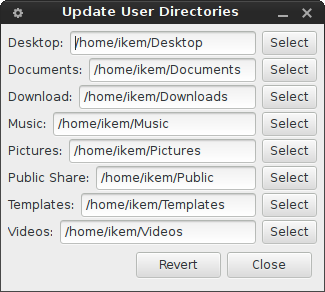 Update User Directories
Desktop: /home/ikem/Desktop Select
Documents: /home/ikem/Documents Select
Download: /home/ikem/Downloads Select
Music: /home/ikem/Music Select
Pictures: /home/ikem/Pictures Select
Public Share: /home/ikem/Public Select
Templates: /home/ikem/Templates Select
Videos: /home/ikem/Videos Select
Revert Close